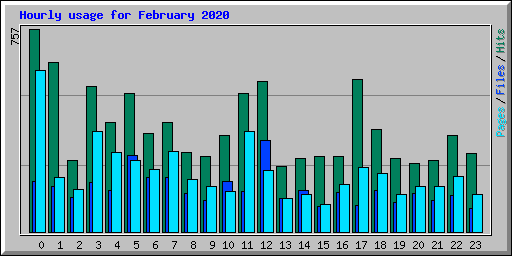 Hourly usage for February 2020
757
Pages/Files/Hits
0 1 2 3 4 5 6 7 8 9 10 11 12 13 14 15 16 17 18 19 20 21 22 23